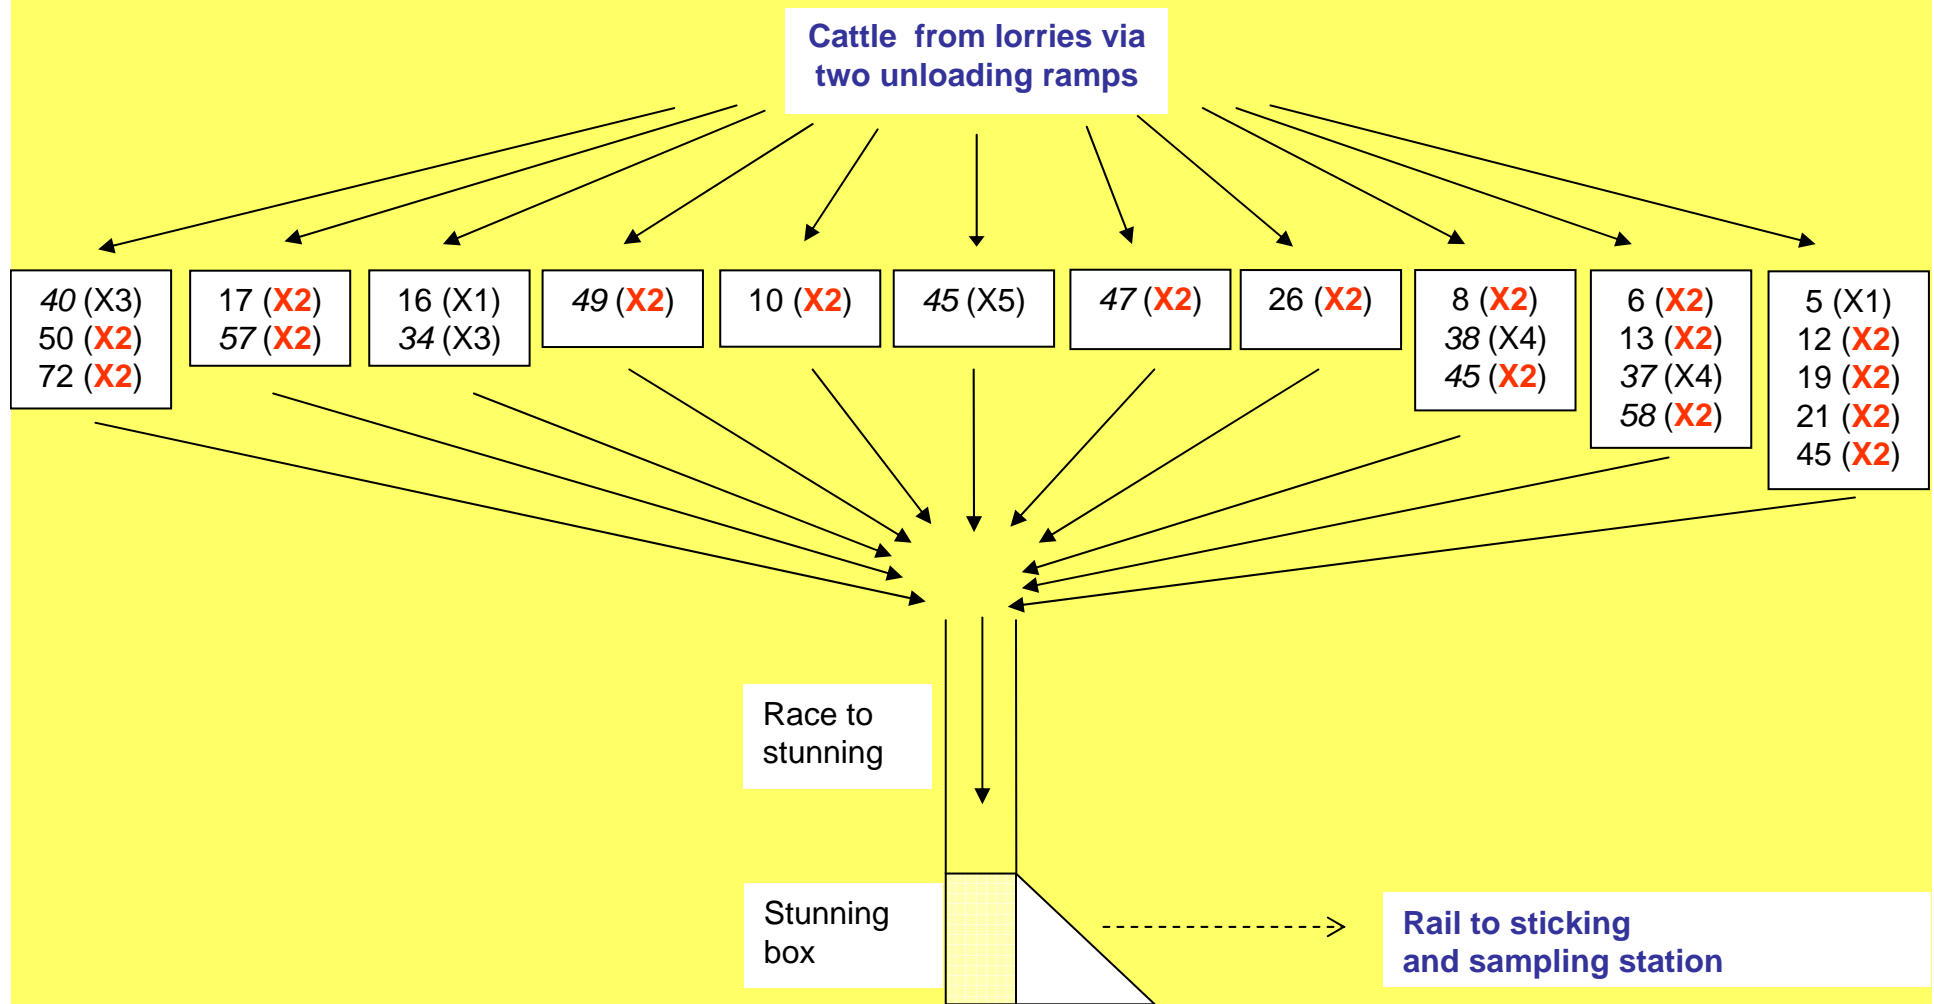 Cattle from lorries via
two unloading ramps
40 (X3)
50 (X2)
72 (X2)
17 (X2)
57 (X2)
16 (X1)
34 (X3)
49 (X2)
10 (X2)
45 (X5)
47 (X2)
26 (X2)
8 (X2)
38 (X4)
45 (X2)
6 (X2)
13 (X2)
37 (X4)
58 (X2)
5 (X1)
12 (X2)
19 (X2)
21 (X2)
45 (X2)
Race to
stunning
Stunning
box
Rail to sticking
and sampling station